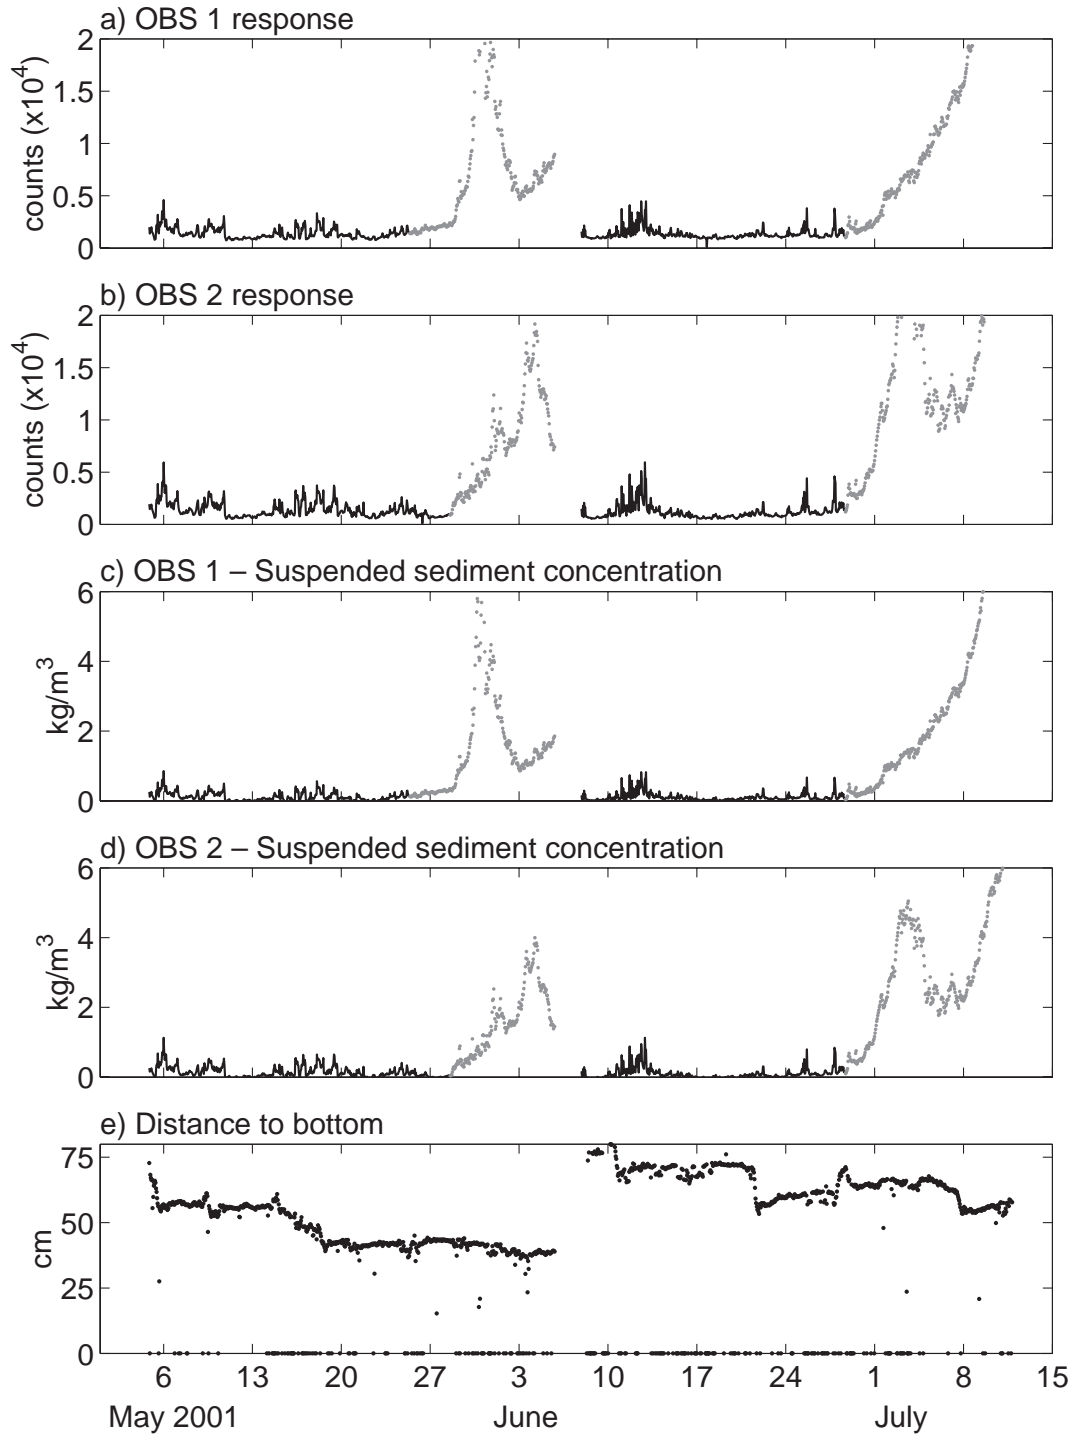 a) OBS 1 response
2
1.5
1
0.5
0
counts (x10^4)
b) OBS 2 response
2
1.5
1
0.5
0
counts (x10^4)
c) OBS 1 – Suspended sediment concentration
6
4
2
0
kg/m^3
d) OBS 2 – Suspended sediment concentration
6
4
2
0
kg/m^3
e) Distance to bottom
75
50
25
0
cm
6 13 20 27 3 10 17 24 1 8 15
May 2001 June July